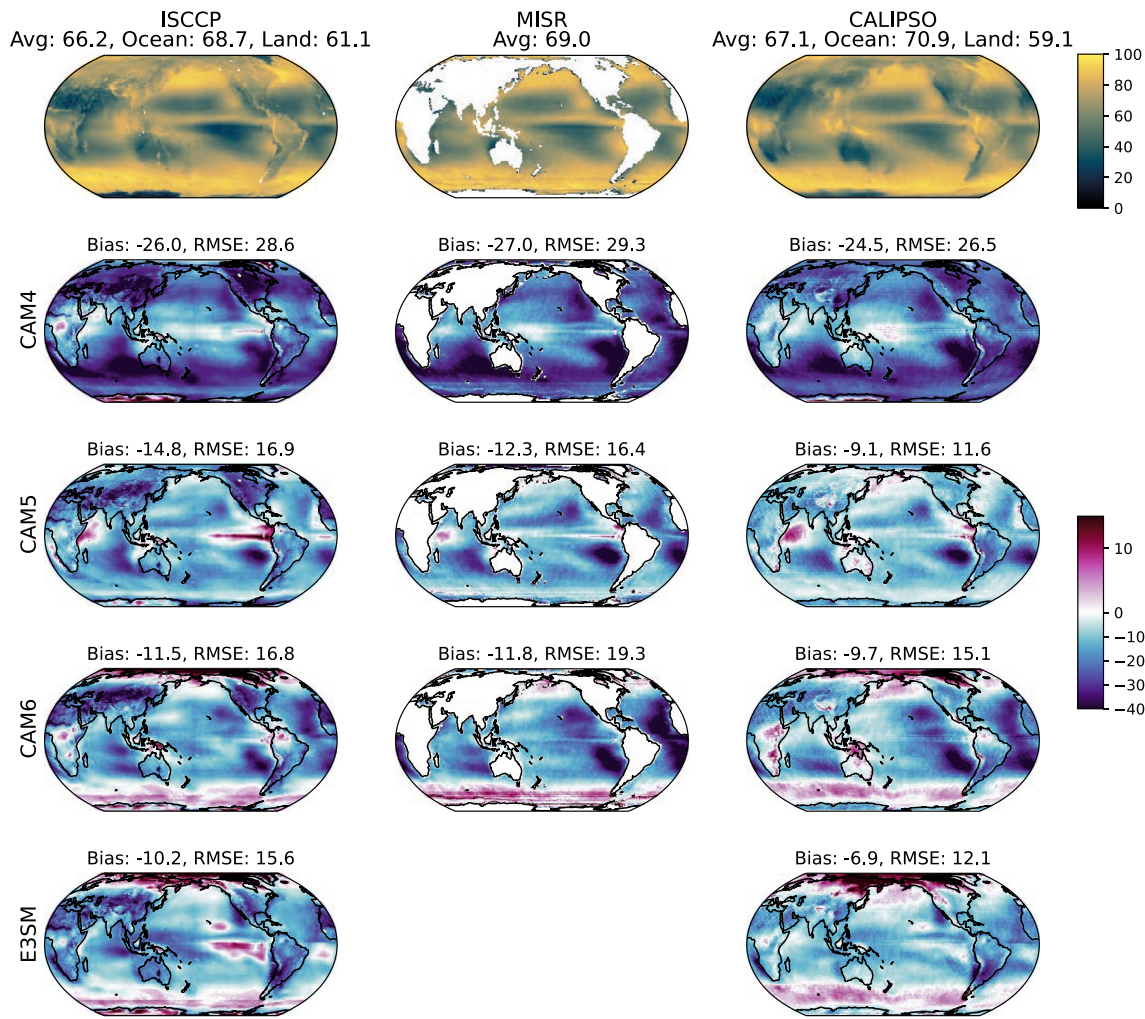 ISCCP
Avg: 66.2, Ocean: 68.7, Land: 61.1
MISR
Avg: 69.0
CALIPSO
Avg: 67.1, Ocean: 70.9, Land: 59.1
100
80
60
40
20
0
CAM4
Bias: -26.0, RMSE: 28.6
Bias: -27.0, RMSE: 29.3
Bias: -24.5, RMSE: 26.5
CAM5
Bias: -14.8, RMSE: 16.9
Bias: -12.3, RMSE: 16.4
Bias: -9.1, RMSE: 11.6
10
0
−10
−20
−30
−40
CAM6
Bias: -11.5, RMSE: 16.8
Bias: -11.8, RMSE: 19.3
Bias: -9.7, RMSE: 15.1
E3SM
Bias: -10.2, RMSE: 15.6
Bias: -6.9, RMSE: 12.1